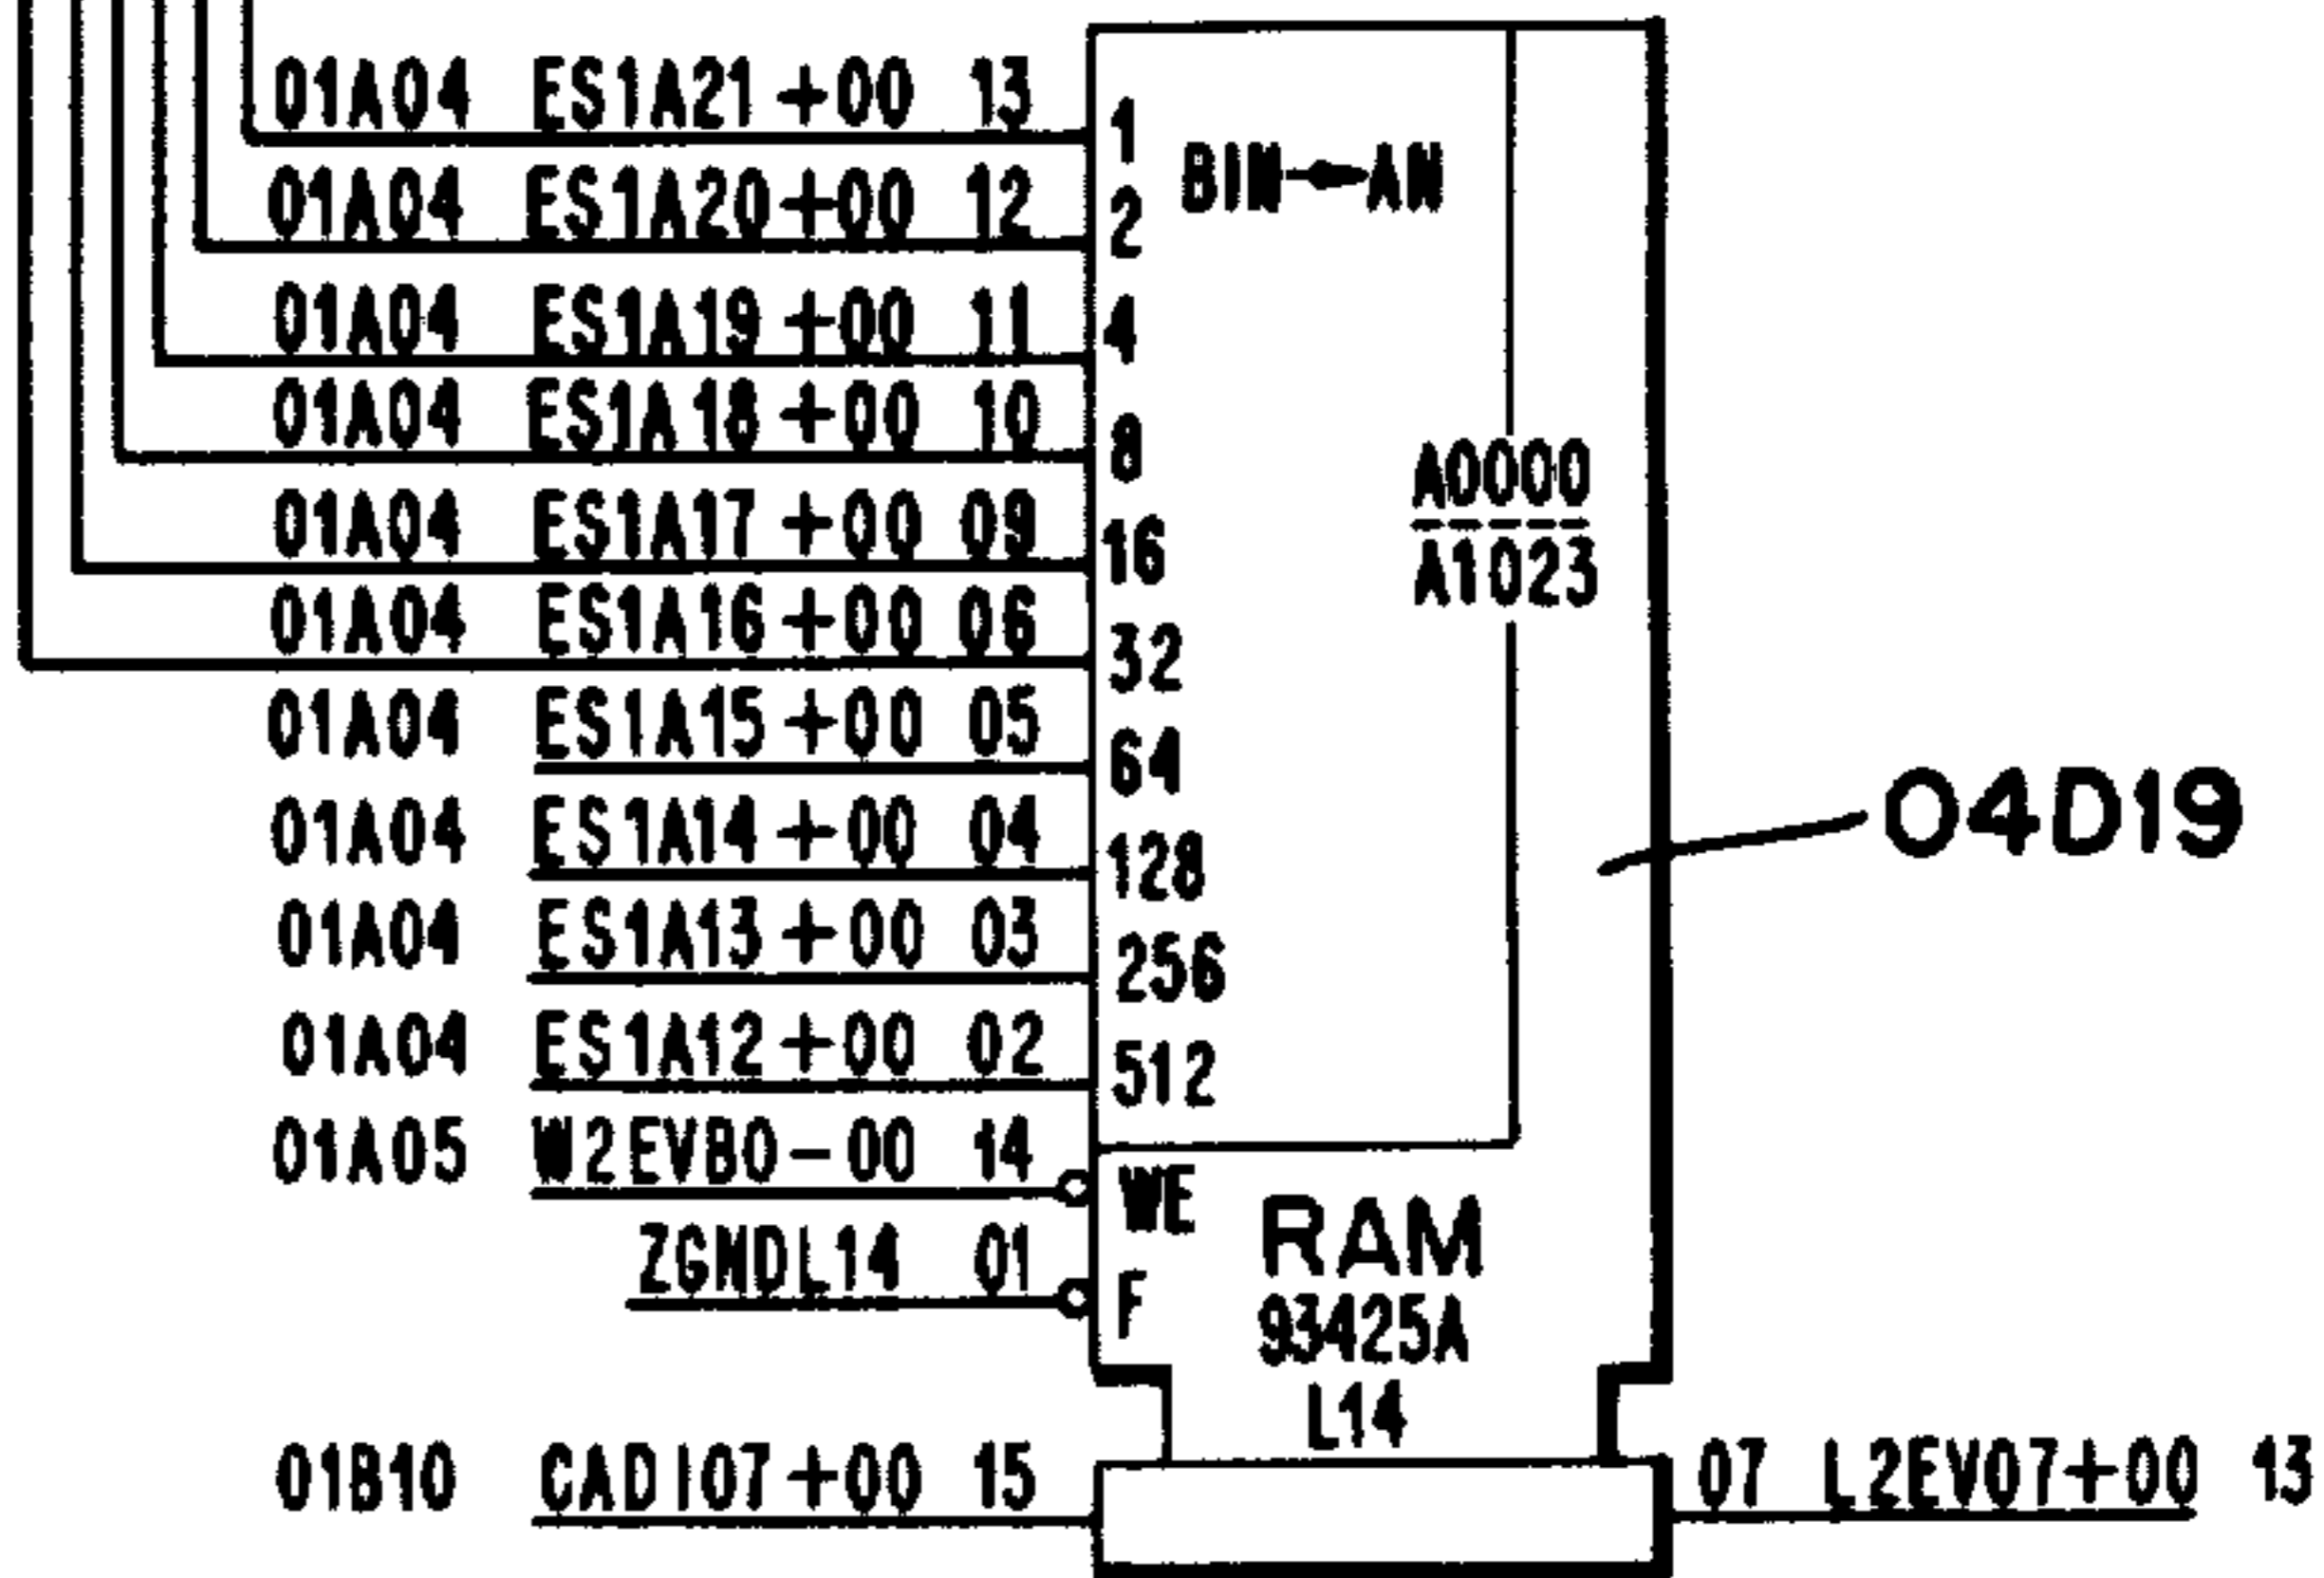 01A04 ES1A21+00 13 1
BIN→AW
01A04 ES1A20+00 12 2
01A04 ES1A19+00 11 4
01A04 ES1A18+00 10 8
A0000
01A04 ES1A17+00 09 16
A1023
01A04 ES1A16+00 06 32
01A04 ES1A15+00 05 64
04D19
01A04 ES1A14+00 04 128
01A04 ES1A13+00 03 256
01A04 ES1A12+00 02 512
01A05 W2EVB0-00 14 WE
RAM
ZGMDL14 01 F
93425A
L14
01B10 CADI07+00 15
07 L2EV07+00 13